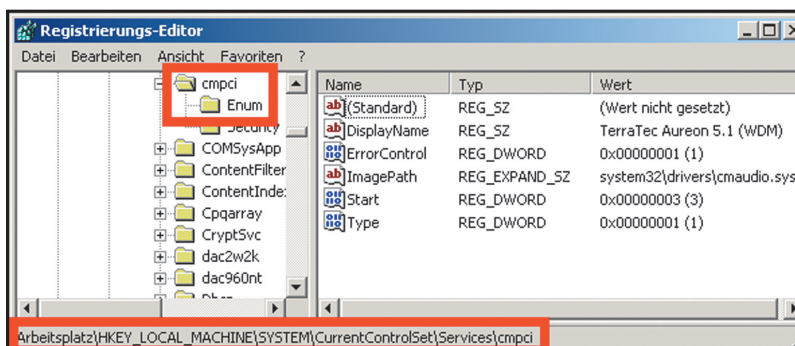 Registrierungs-Editor
Datei Bearbeiten Ansicht Favoriten ?
cmpci
Enum
Security
COMSysApp
ContentFilter
ContentInde
Cpqarray
CryptSvc
dac2w2k
dac960nt
Name Typ Wert
(Standard) REG_SZ (Wert nicht gesetzt)
DisplayName REG_SZ TerraTec Aureon 5.1 (WDM)
ErrorControl REG_DWORD 0x00000001 (1)
ImagePath REG_EXPAND_SZ system32\drivers\cmaudio.sys
Start REG_DWORD 0x00000003 (3)
Type REG_DWORD 0x00000001 (1)
Arbeitsplatz\HKEY_LOCAL_MACHINE\SYSTEM\CurrentControlSet\Services\cmpci